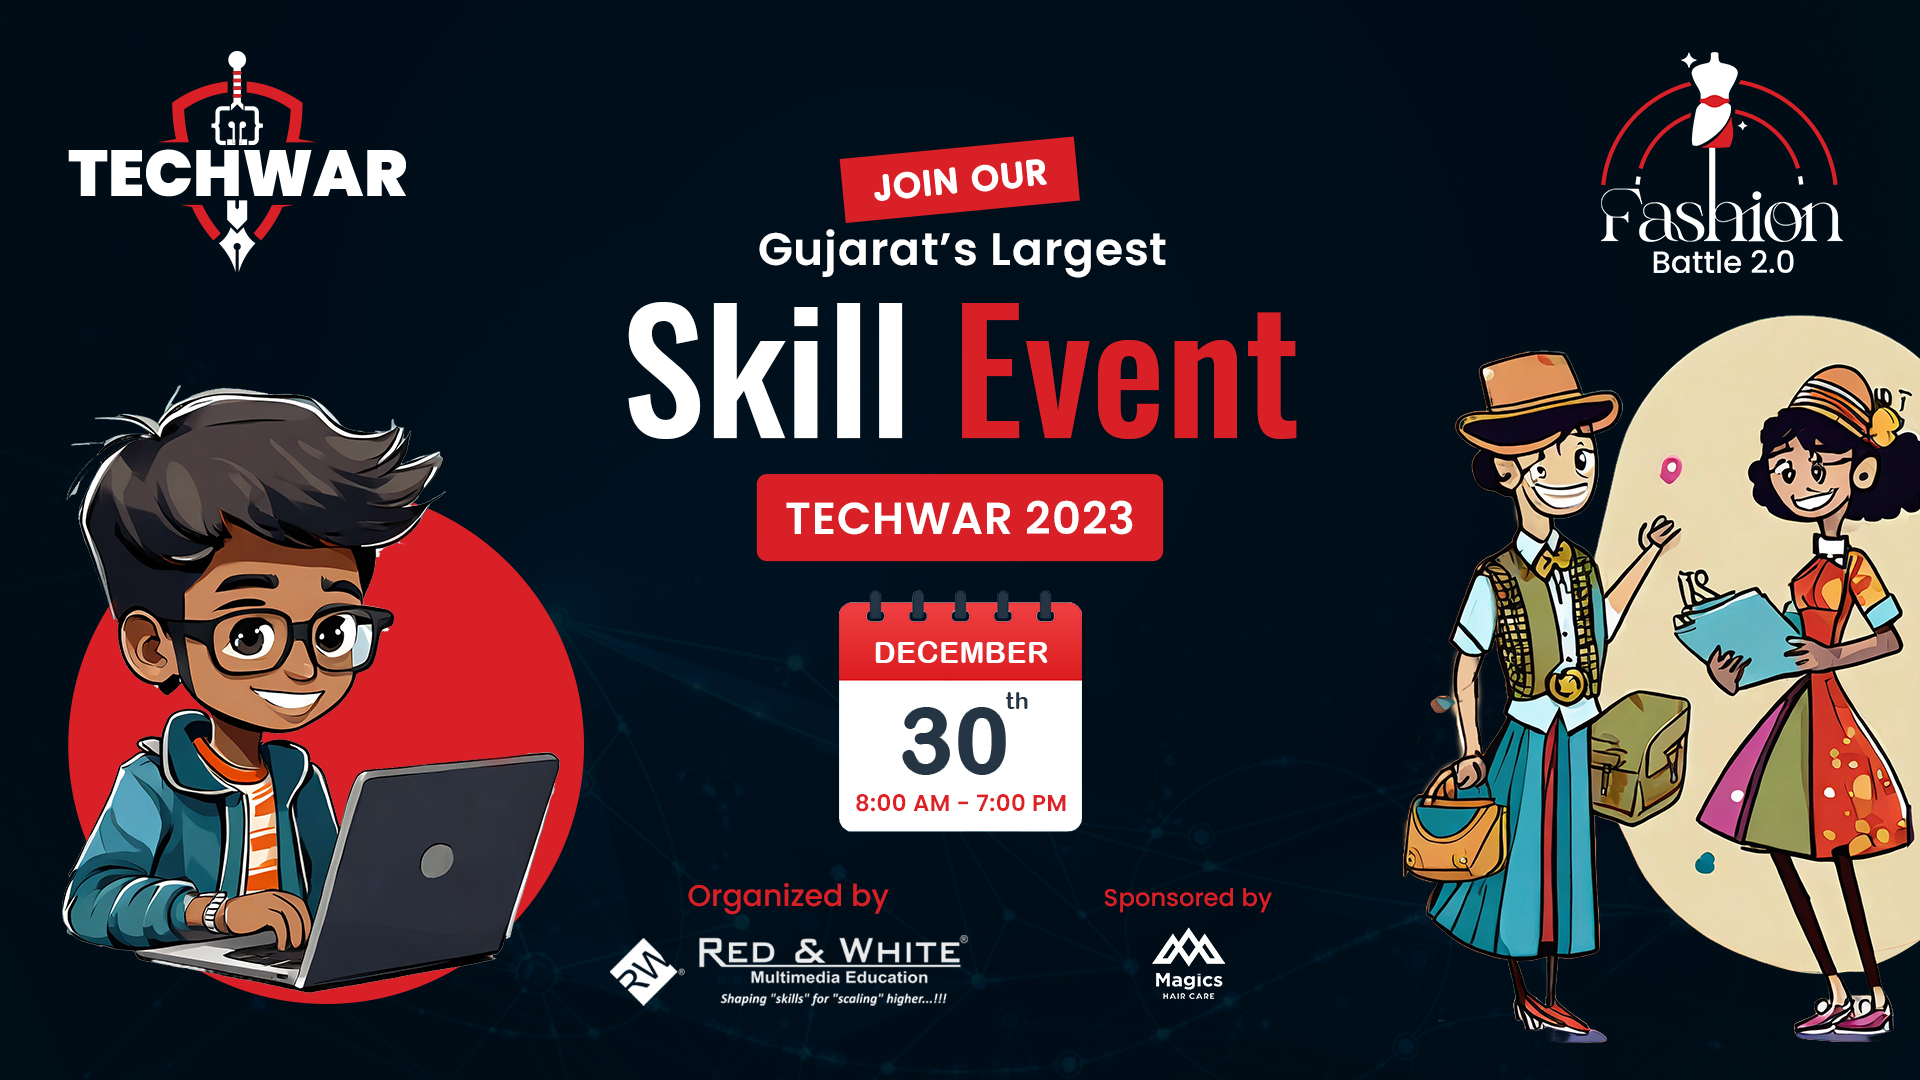 TECHWAR
Fashion
Battle 2.0
JOIN OUR
Gujarat’s Largest
Skill Event
TECHWAR 2023
DECEMBER
30th
8:00 AM - 7:00 PM
Organized by
RW®
RED & WHITE®
Multimedia Education
Shaping "skills" for "scaling" higher...!!!
Sponsored by
Magics
HAIR CARE